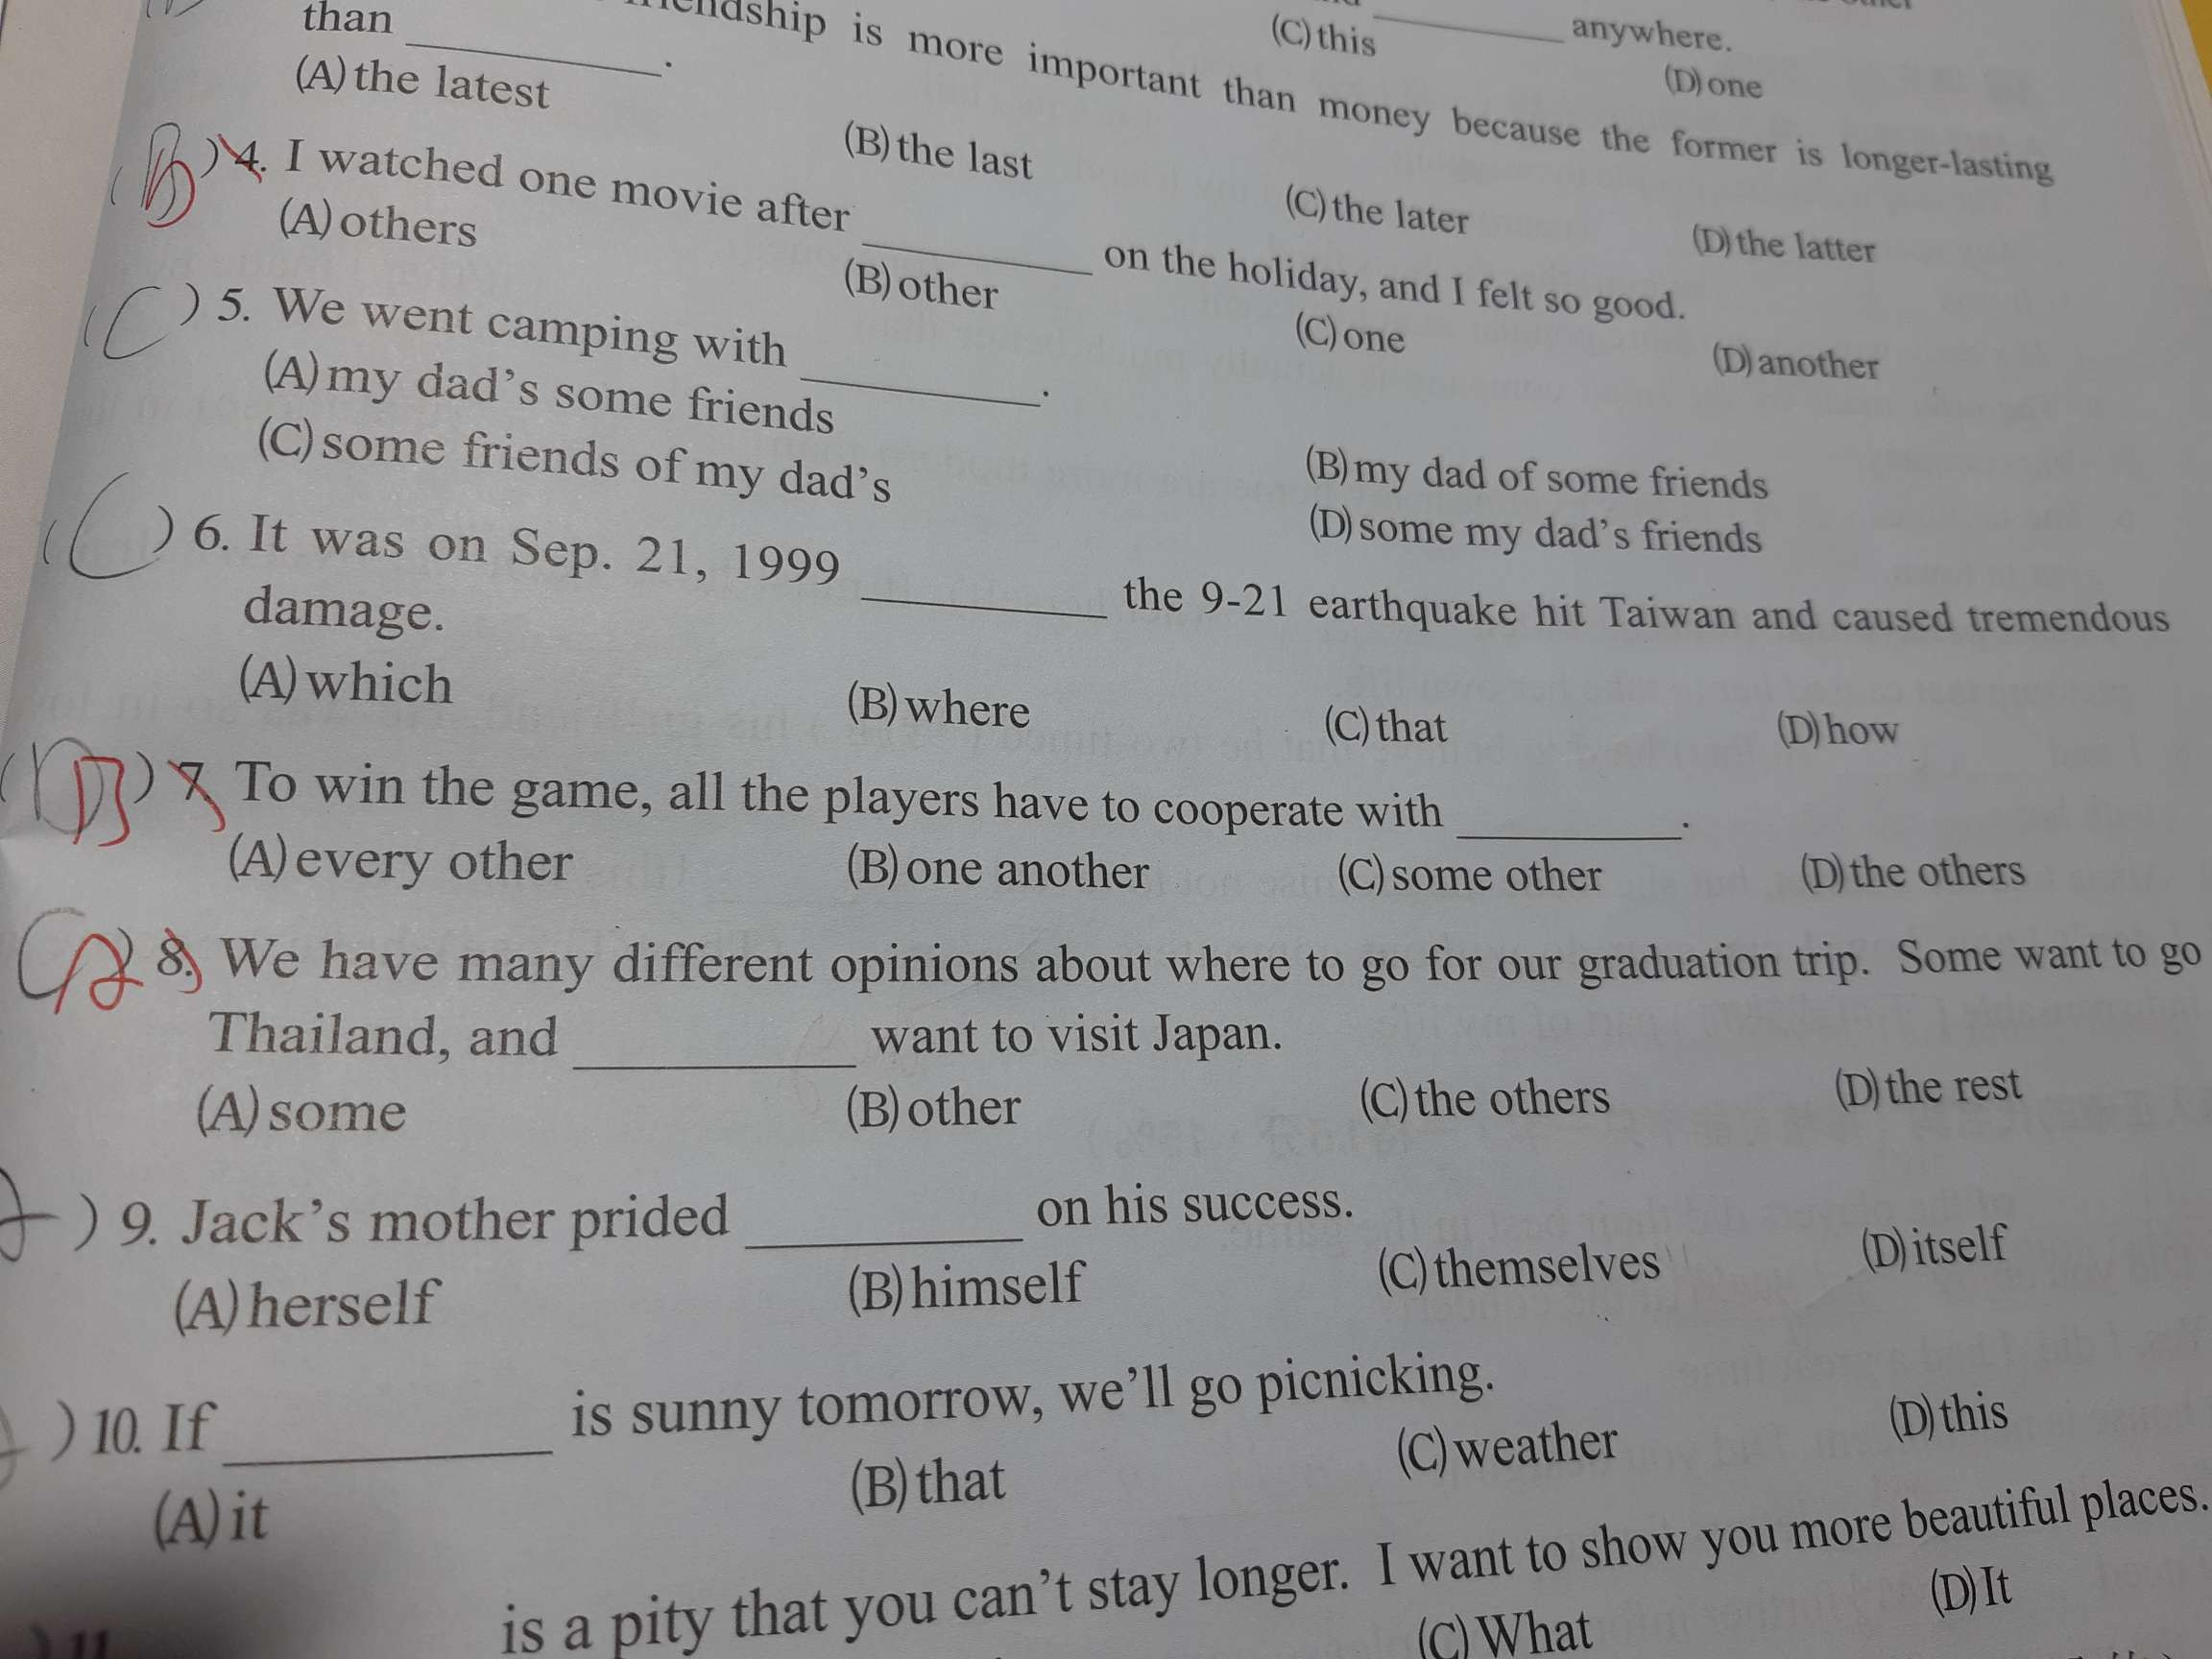 anywhere.
(C)this
(D)one
is more important than money because the former is longer-lasting
than ________.
(A)the latest
(B)the last
(C)the later
(D)the latter
) 4. I watched one movie after ________ on the holiday, and I felt so good.
(A)others
(B)other
(C)one
(D)another
(C) 5. We went camping with ________.
(A)my dad's some friends
(B)my dad of some friends
(C)some friends of my dad's
(D)some my dad's friends
(C) 6. It was on Sep. 21, 1999 ________ the 9-21 earthquake hit Taiwan and caused tremendous
damage.
(A)which
(B)where
(C)that
(D)how
) 7. To win the game, all the players have to cooperate with ________.
(A)every other
(B)one another
(C)some other
(D)the others
8. We have many different opinions about where to go for our graduation trip. Some want to go
Thailand, and ________ want to visit Japan.
(A)some
(B)other
(C)the others
(D)the rest
) 9. Jack's mother prided ________ on his success.
(A)herself
(B)himself
(C)themselves
(D)itself
) 10. If ________ is sunny tomorrow, we'll go picnicking.
(A)it
(B)that
(C)weather
(D)this
) 11
is a pity that you can't stay longer. I want to show you more beautiful places.
(C)What
(D)It